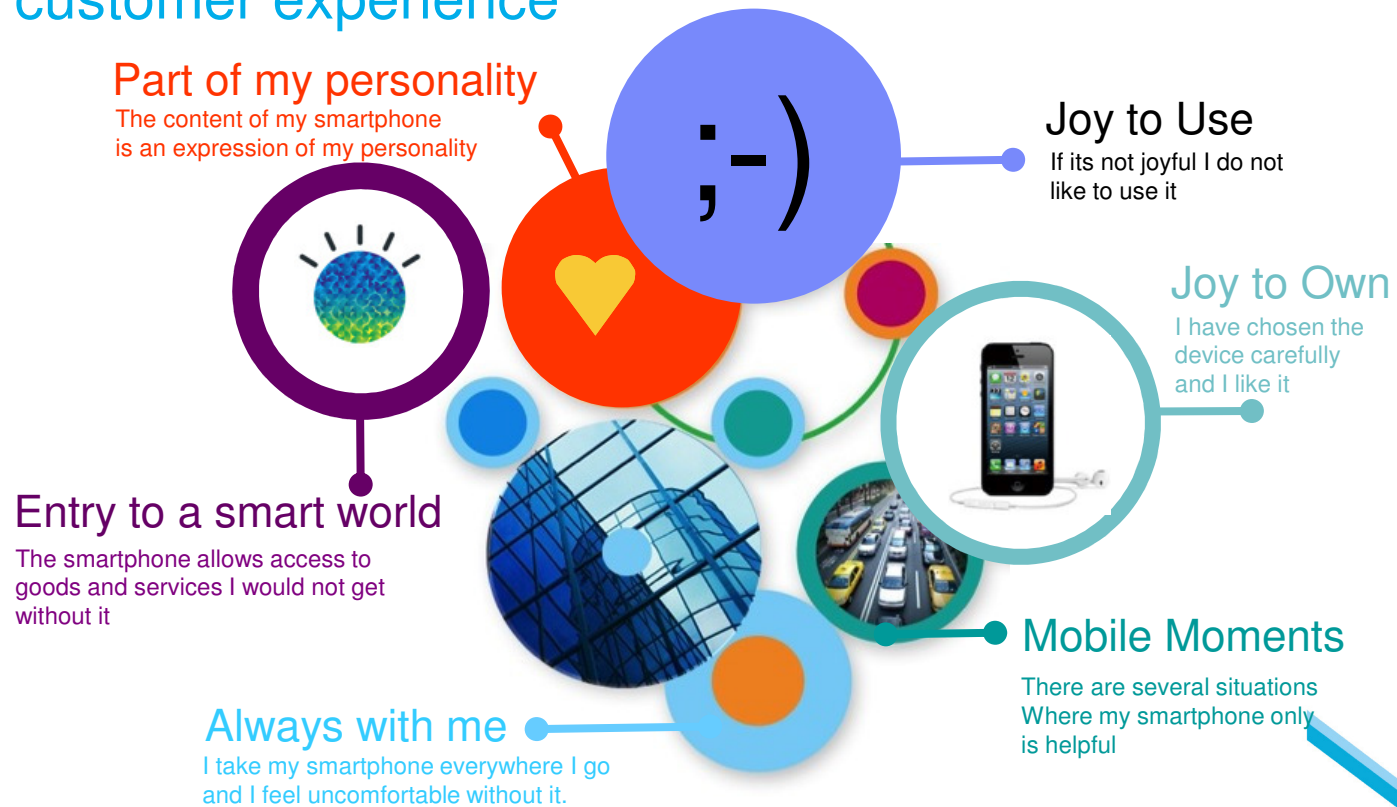 customer experience
Part of my personality
The content of my smartphone
is an expression of my personality
;-)
Joy to Use
If its not joyful I do not
like to use it
Joy to Own
I have chosen the
device carefully
and I like it
Entry to a smart world
The smartphone allows access to
goods and services I would not get
without it
Mobile Moments
There are several situations
Where my smartphone only
is helpful
Always with me
I take my smartphone everywhere I go
and I feel uncomfortable without it.